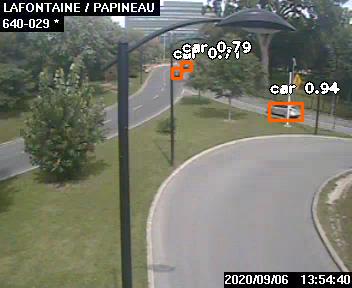 LAFONTAINE / PAPINEAU
640-029 *
car 0.79
car 0.71
car 0.94
2020/09/06 13:54:40